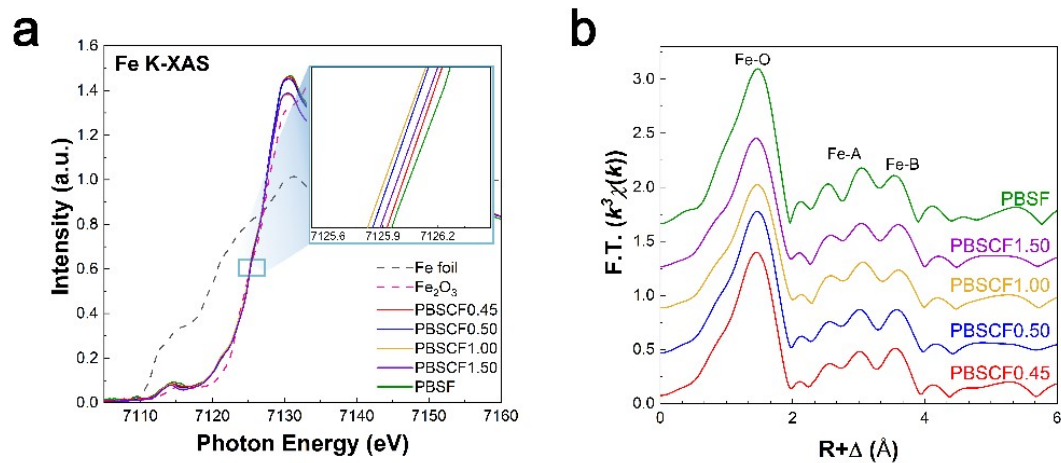 a
Fe K-XAS
1.6
1.4
1.2
1.0
0.8
0.6
0.4
0.2
0.0
Intensity (a.u.)
7110
7120
7130
7140
7150
7160
Photon Energy (eV)
7125.6
7125.9
7126.2
Fe foil
Fe₂O₃
PBSCF0.45
PBSCF0.50
PBSCF1.00
PBSCF1.50
PBSF
b
Fe-O
Fe-A
Fe-B
3.0
2.5
2.0
1.5
1.0
0.5
0.0
F.T. (k³χ(k))
PBSF
PBSCF1.50
PBSCF1.00
PBSCF0.50
PBSCF0.45
0
2
4
6
R+Δ (Å)